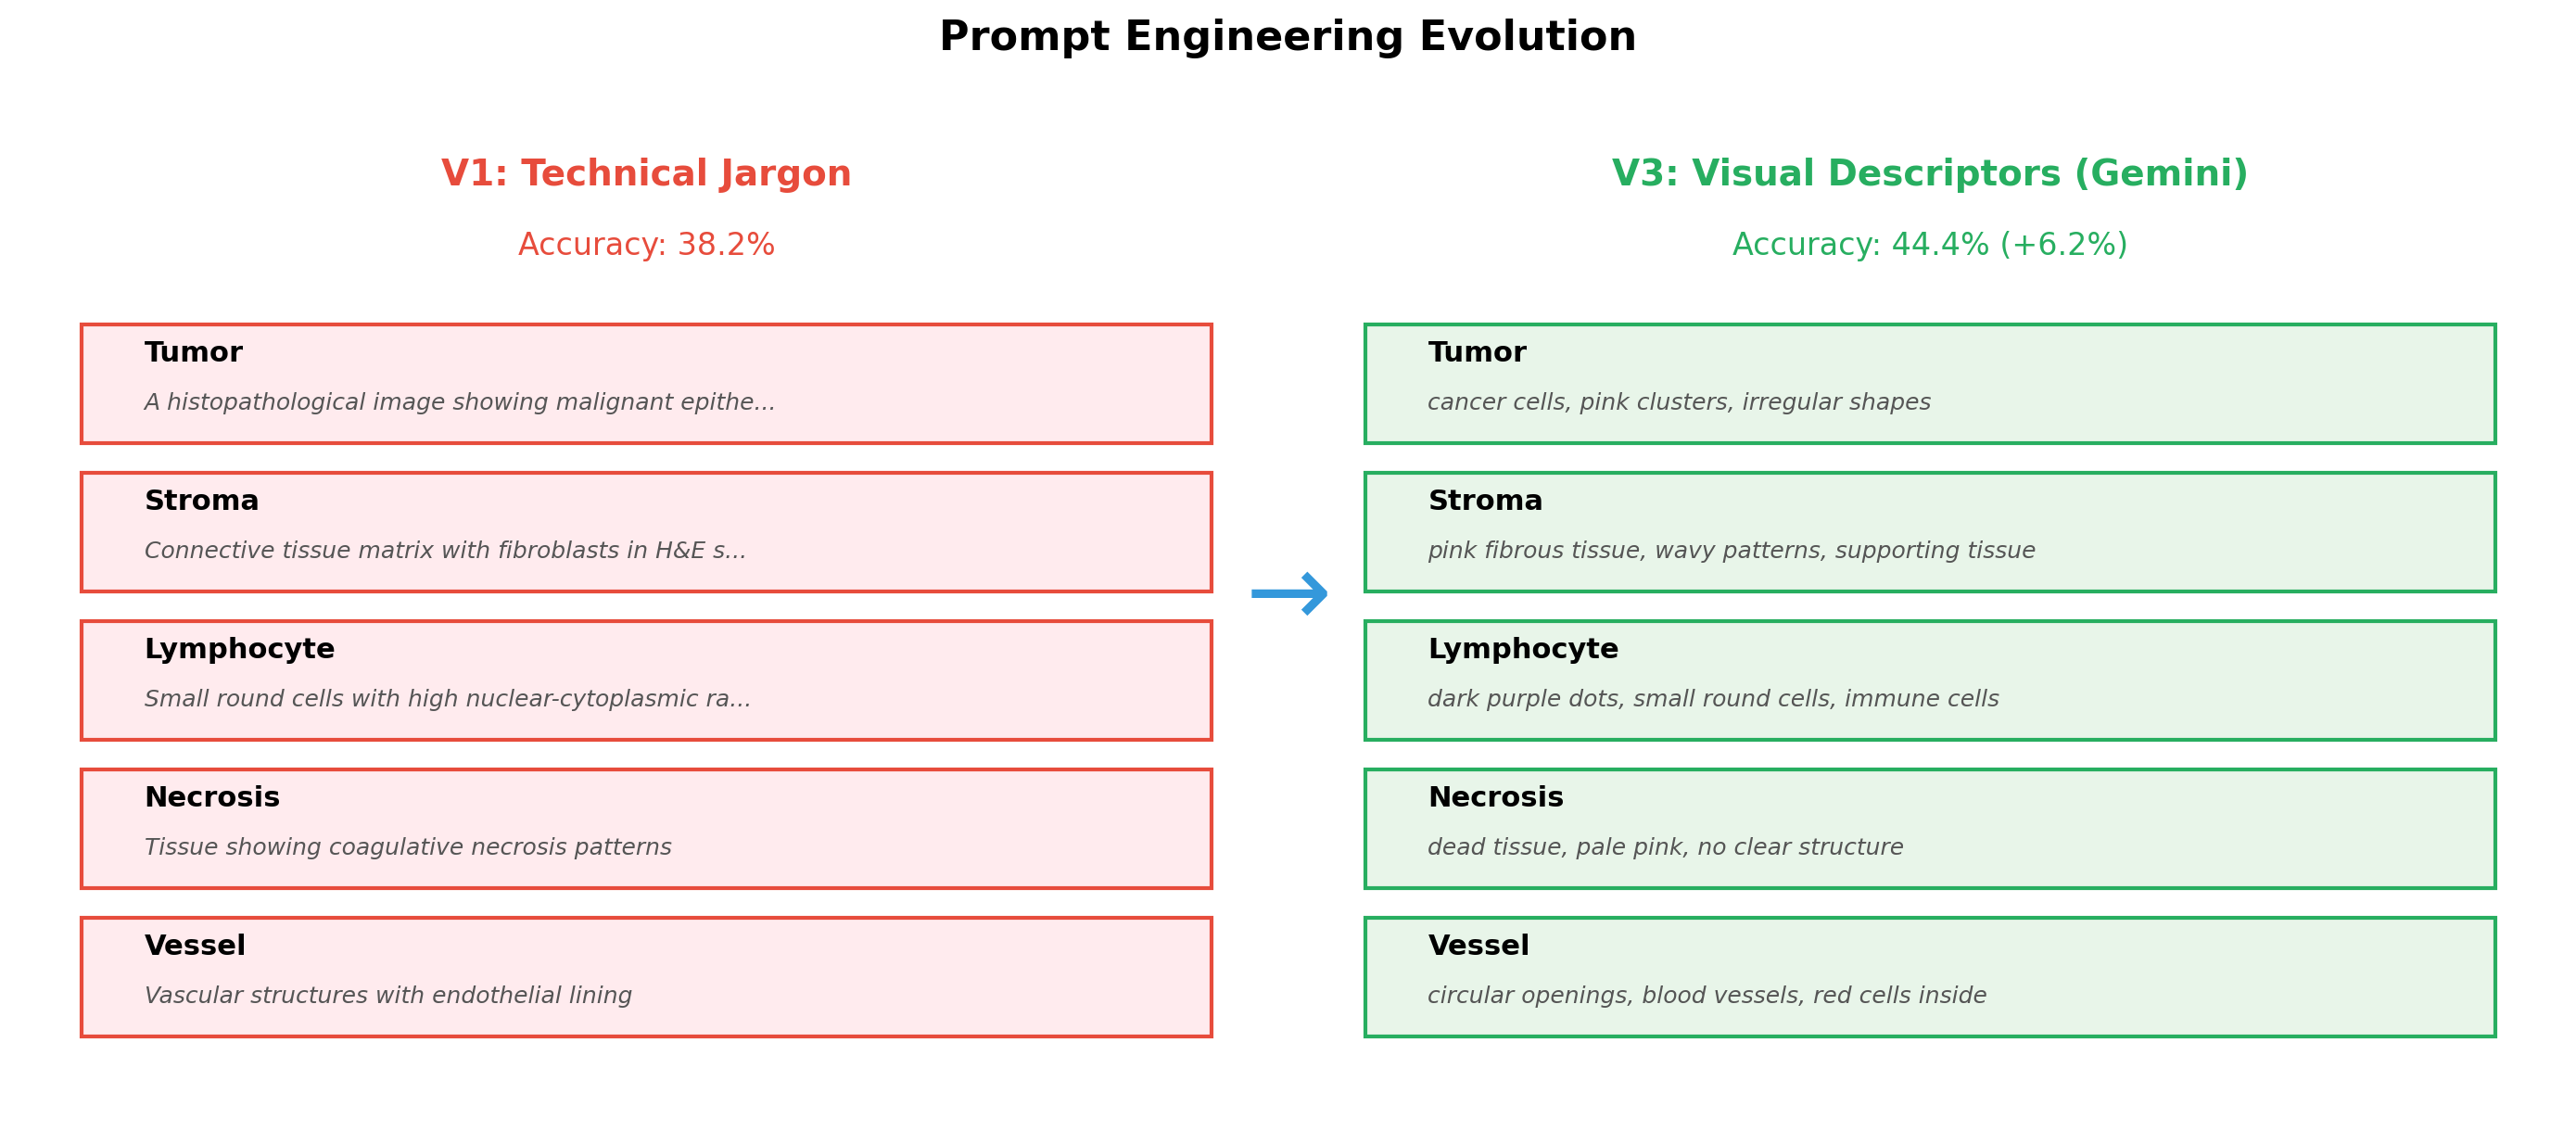 Prompt Engineering Evolution
V1: Technical Jargon
Accuracy: 38.2%
Tumor
A histopathological image showing malignant epithe...
Stroma
Connective tissue matrix with fibroblasts in H&E s...
Lymphocyte
Small round cells with high nuclear-cytoplasmic ra...
Necrosis
Tissue showing coagulative necrosis patterns
Vessel
Vascular structures with endothelial lining
→
V3: Visual Descriptors (Gemini)
Accuracy: 44.4% (+6.2%)
Tumor
cancer cells, pink clusters, irregular shapes
Stroma
pink fibrous tissue, wavy patterns, supporting tissue
Lymphocyte
dark purple dots, small round cells, immune cells
Necrosis
dead tissue, pale pink, no clear structure
Vessel
circular openings, blood vessels, red cells inside